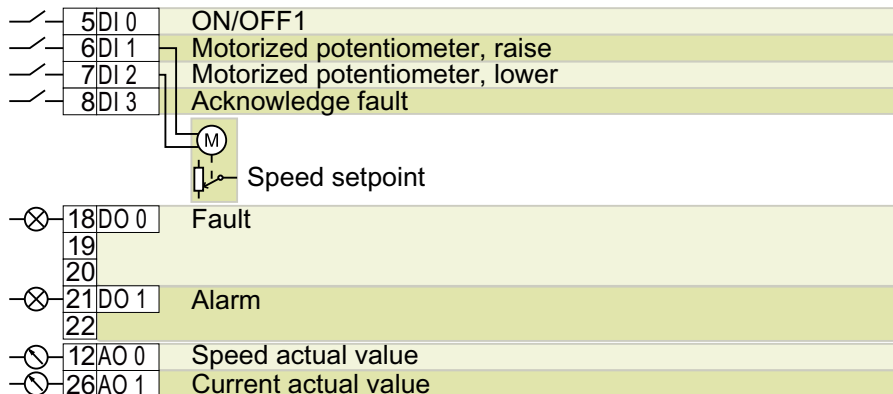 5 DI 0 ON/OFF1
6 DI 1 Motorized potentiometer, raise
7 DI 2 Motorized potentiometer, lower
8 DI 3 Acknowledge fault
M
Speed setpoint
18 DO 0 Fault
19
20
21 DO 1 Alarm
22
12 AO 0 Speed actual value
26 AO 1 Current actual value